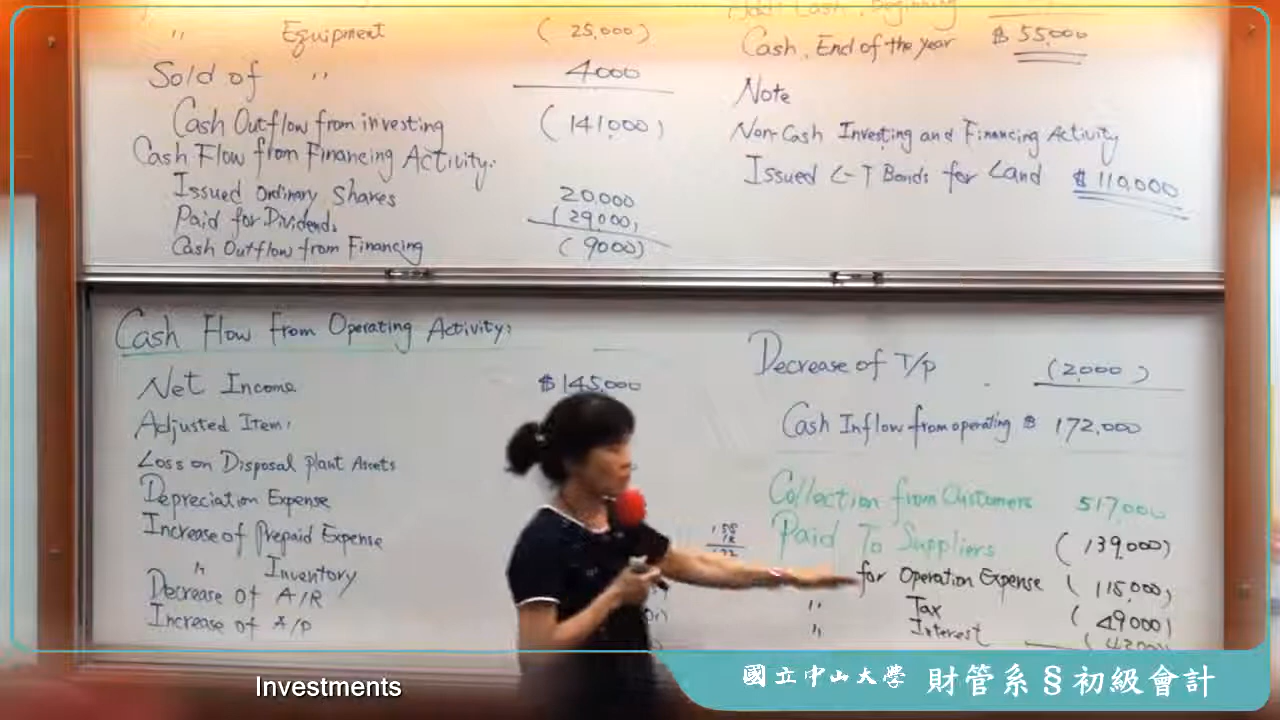 " Equipment (25,000)
Sold of " 4000
Cash Outflow from investing (141,000)
Cash Flow from Financing Activity:
Issued Ordinary Shares 20,000
Paid for Dividends (29,000)
Cash Outflow from Financing (9000)
Cash, Beginning
Cash, End of the year $55,000
Note
Non-Cash Investing and Financing Activity
Issued L-T Bonds for Land $110,000
Cash Flow From Operating Activity:
Net Income $145,000
Adjusted Item:
Loss on Disposal plant Assets
Depreciation Expense
Increase of Prepaid Expense
" Inventory
Decrease of A/R
Increase of A/P
155
18
172
Decrease of T/p (2,000)
Cash Inflow from operating $172,000
Collection from Customers 517,000
Paid To Suppliers (139,000)
for Operation Expense (115,000)
" Tax (49000)
" Interest
Investments
國立中山大學 財管系§初級會計